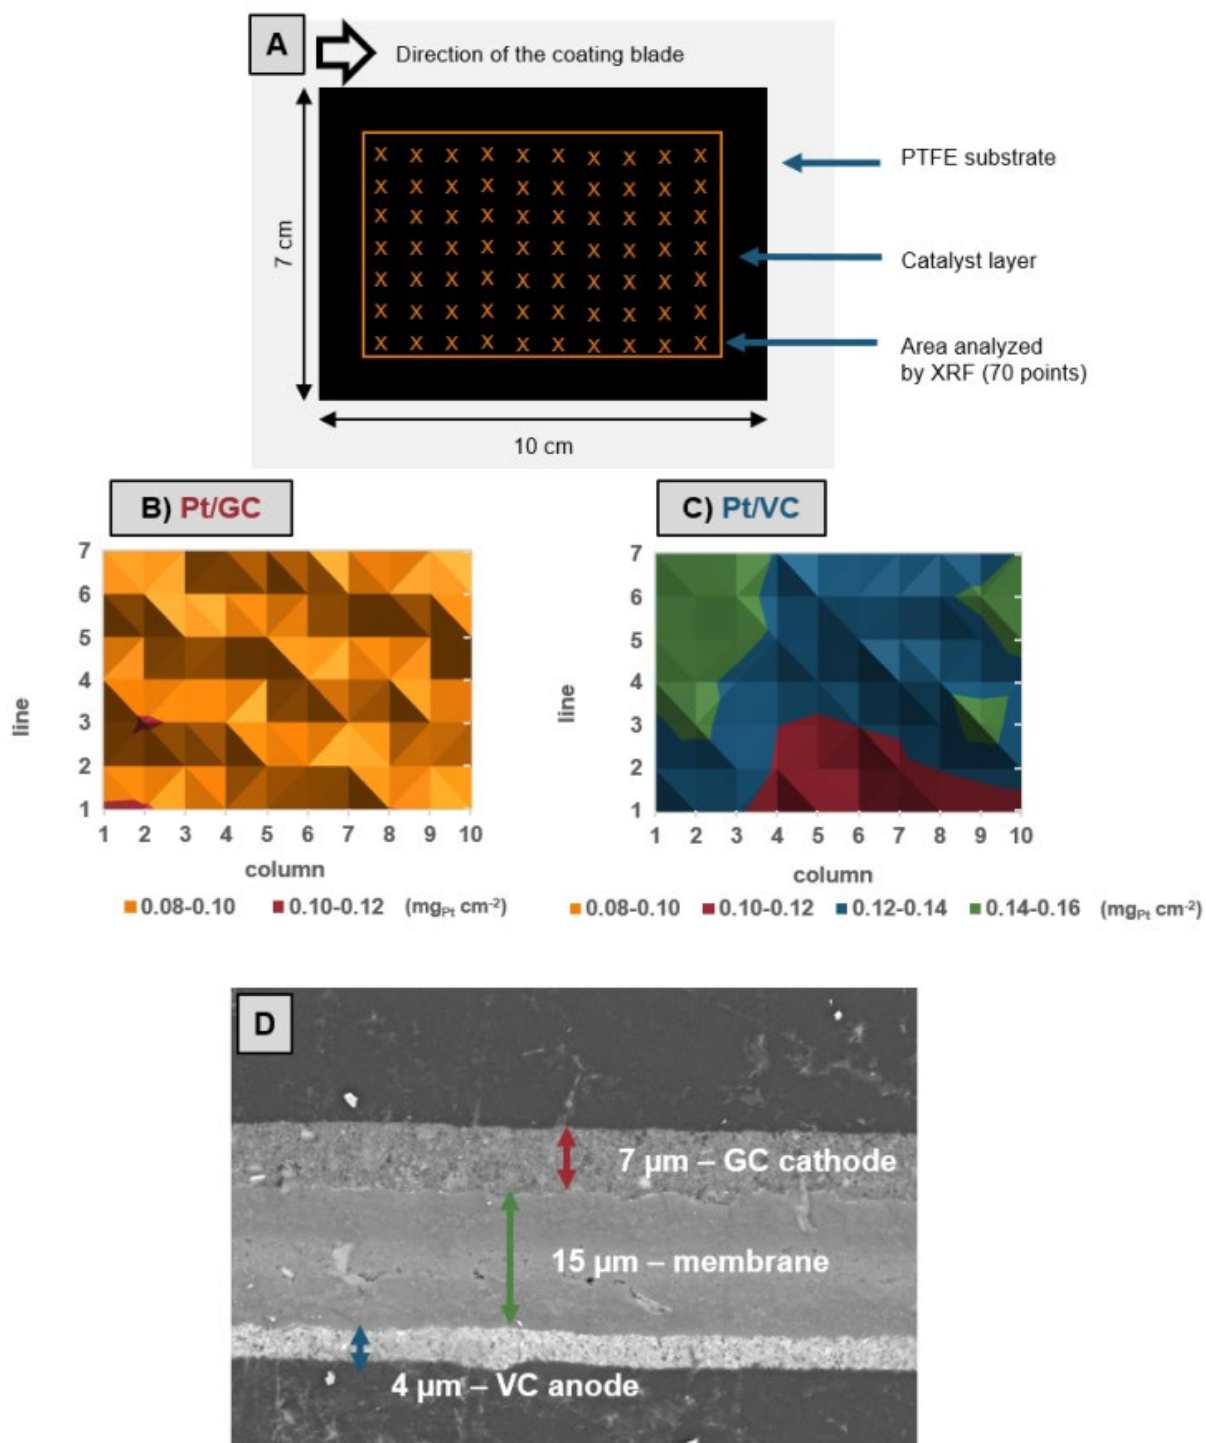 A
Direction of the coating blade
PTFE substrate
7 cm
Catalyst layer
Area analyzed
by XRF (70 points)
10 cm
X X X X X X X X X X
X X X X X X X X X X
X X X X X X X X X X
X X X X X X X X X X
X X X X X X X X X X
X X X X X X X X X X
X X X X X X X X X X
B) Pt/GC
7
6
5
4
3
2
1
line
1 2 3 4 5 6 7 8 9 10
column
0.08-0.10 0.10-0.12 (mgPt cm-2)
C) Pt/VC
7
6
5
4
3
2
1
line
1 2 3 4 5 6 7 8 9 10
column
0.08-0.10 0.10-0.12 0.12-0.14 0.14-0.16 (mgPt cm-2)
D
7 µm – GC cathode
15 µm – membrane
4 µm – VC anode